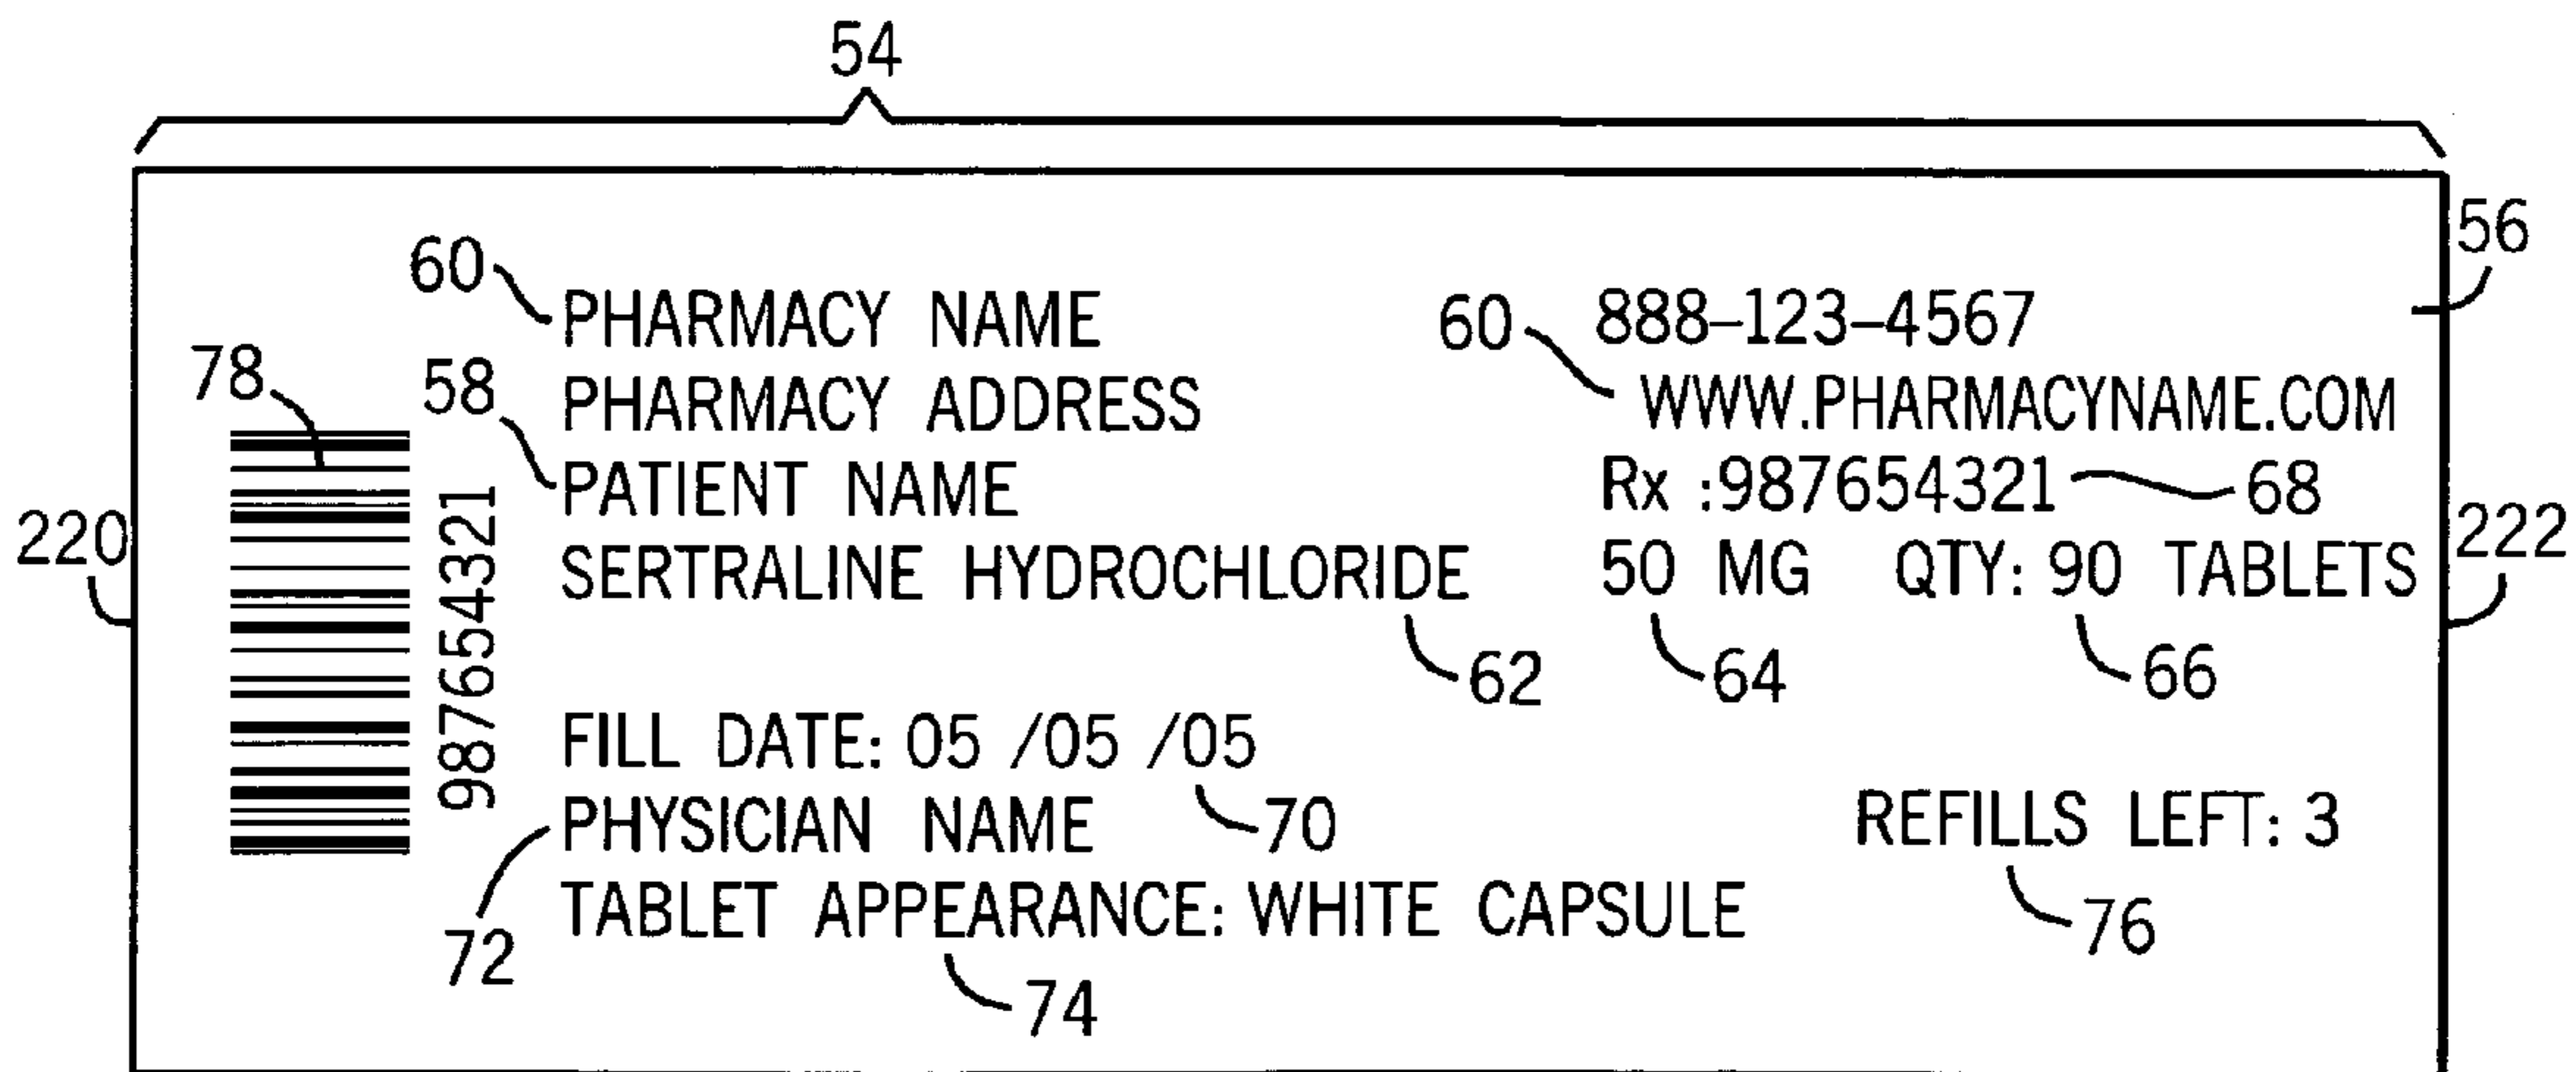 54
56
60 PHARMACY NAME 60 888-123-4567
78 58 PHARMACY ADDRESS WWW.PHARMACYNAME.COM
PATIENT NAME Rx :987654321 68
220 987654321 SERTRALINE HYDROCHLORIDE 50 MG QTY: 90 TABLETS 222
62 64 66
FILL DATE: 05 /05 /05
PHYSICIAN NAME 70 REFILLS LEFT: 3
72 TABLET APPEARANCE: WHITE CAPSULE 76
74